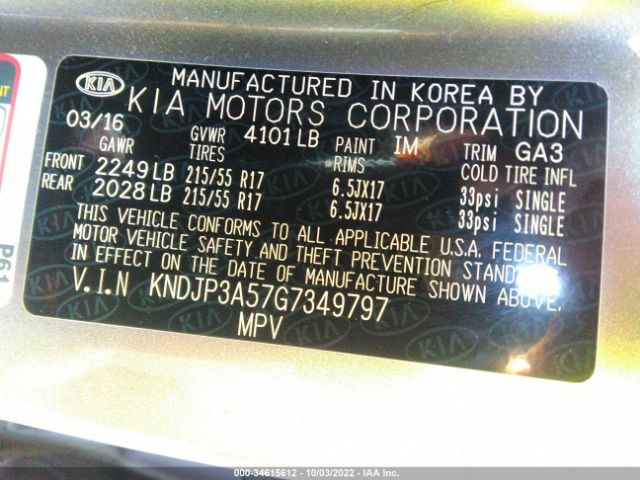 KIA
MANUFACTURED IN KOREA BY
KIA MOTORS CORPORATION
03/16 GVWR 4101 LB PAINT IM TRIM GA3
GAWR TIRES RIMS COLD TIRE INFL
FRONT 2249 LB 215/55 R17 6.5JX17 33psi SINGLE
REAR 2028 LB 215/55 R17 6.5JX17 33psi SINGLE
THIS VEHICLE CONFORMS TO ALL APPLICABLE U.S.A. FEDERAL
MOTOR VEHICLE SAFETY AND THEFT PREVENTION
IN EFFECT ON THE DATE OF MANUFACTURE SHOWN ABOVE.
V.I.N KNDJP3A57G7349797
MPV
P61
000-34615612 - 10/03/2022 - IAA Inc.